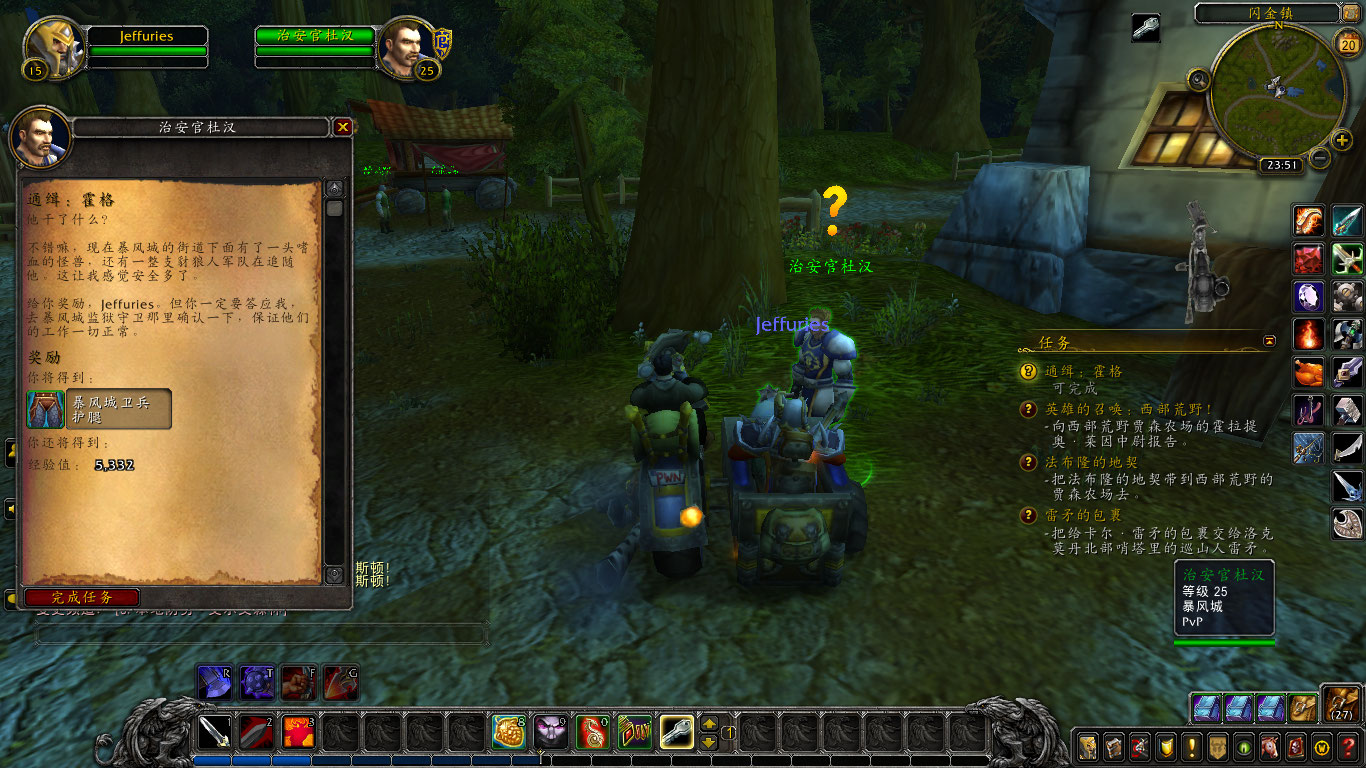 Jeffuries
15
治安官杜汉
25
闪金镇
N
20
23:51
治安官杜汉
通缉：霍格
他干了什么？
不错嘛，现在暴风城的街道下面有了一头嗜
血的怪兽，还有一整支豺狼人军队在追随
他。这让我感觉安全多了。
给你奖励，Jeffuries。但你一定要答应我，
去暴风城监狱守卫那里确认一下，保证他们
的工作一切正常。
奖励
你将得到：
暴风城卫兵
护腿
你还将得到：
经验值： 5,332
完成任务
斯顿！
斯顿！
治安官杜汉
Jeffuries
PWN
任务
通缉：霍格
可完成
英雄的召唤：西部荒野！
-向西部荒野贾森农场的霍拉提
奥·莱因中尉报告。
法布隆的地契
-把法布隆的地契带到西部荒野的
贾森农场去。
雷矛的包裹
-把给卡尔·雷矛的包裹交给洛克
莫丹北部哨塔里的巡山人雷矛。
治安官杜汉
等级 25
暴风城
PvP
R
T
F
G
2
3
8
9
0
1
(27)